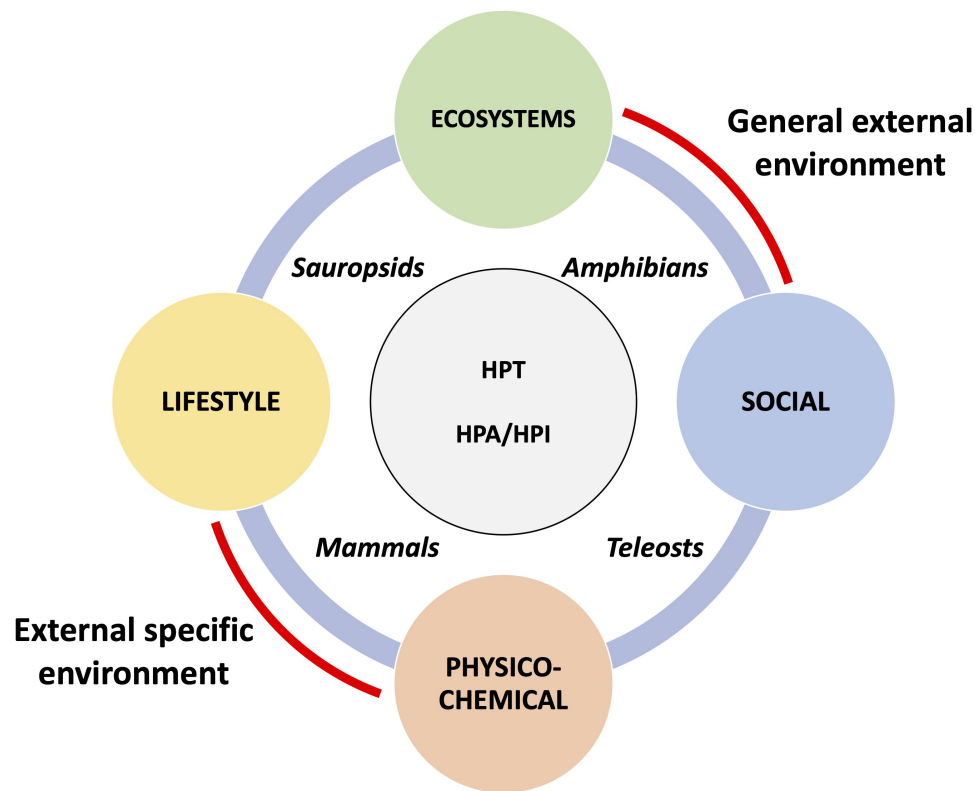 ECOSYSTEMS
General external
environment
Sauropsids
Amphibians
HPT
LIFESTYLE
SOCIAL
HPA/HPI
Mammals
Teleosts
External specific
environment
PHYSICO-
CHEMICAL